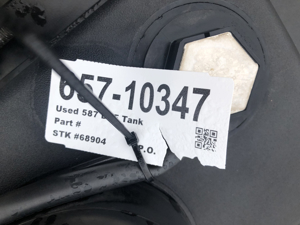 657-10347
Used 587 Tank
Part #
STK #68904
P.O.